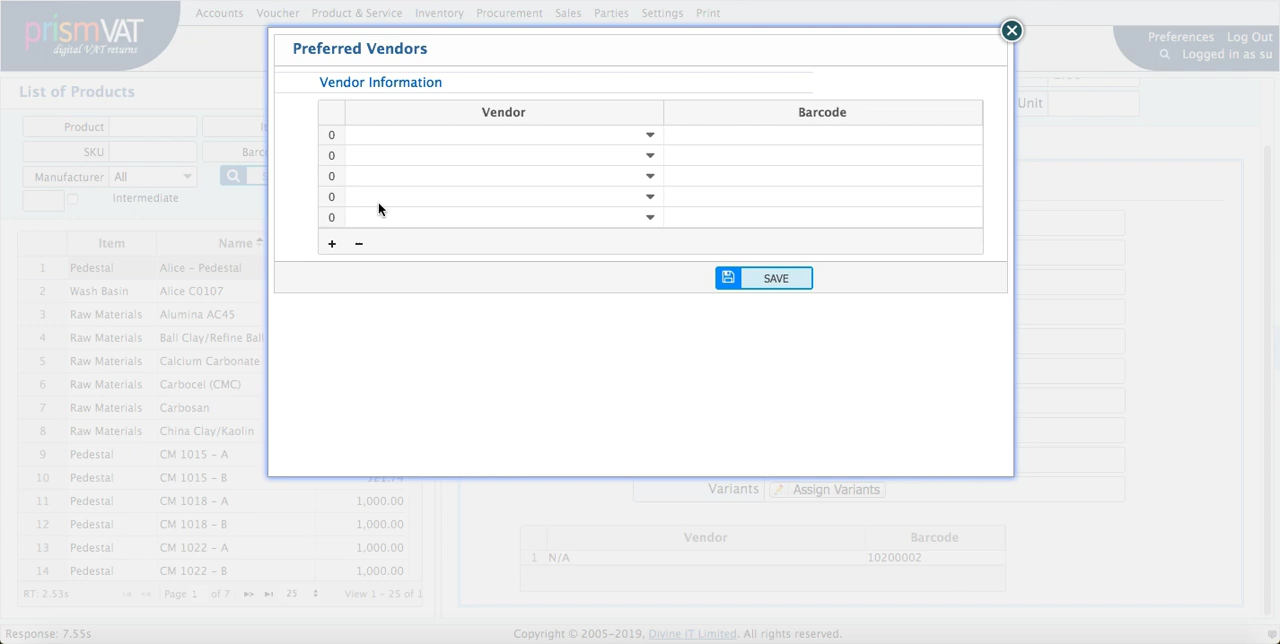 prismVAT
digital VAT returns
Accounts Voucher Product & Service Inventory Procurement Sales Parties Settings Print
Preferences Log Out
Logged in as su
List of Products
Product
SKU
Manufacturer All
Intermediate
Item Name
1 Pedestal Alice - Pedestal
2 Wash Basin Alice C0107
3 Raw Materials Alumina AC45
4 Raw Materials Ball Clay/Refine Ball
5 Raw Materials Calcium Carbonate
6 Raw Materials Carbocel (CMC)
7 Raw Materials Carbosan
8 Raw Materials China Clay/Kaolin
9 Pedestal CM 1015 - A
10 Pedestal CM 1015 - B
11 Pedestal CM 1018 - A 1,000.00
12 Pedestal CM 1018 - B 1,000.00
13 Pedestal CM 1022 - A 1,000.00
14 Pedestal CM 1022 - B 1,000.00
RT: 2.53s Page 1 of 7 25 View 1 - 25 of 1
Preferred Vendors
Vendor Information
Vendor Barcode
0
0
0
0
0
+ -
SAVE
Unit
Variants Assign Variants
Vendor Barcode
1 N/A 10200002
Response: 7.55s
Copyright © 2005-2019, Divine IT Limited. All rights reserved.